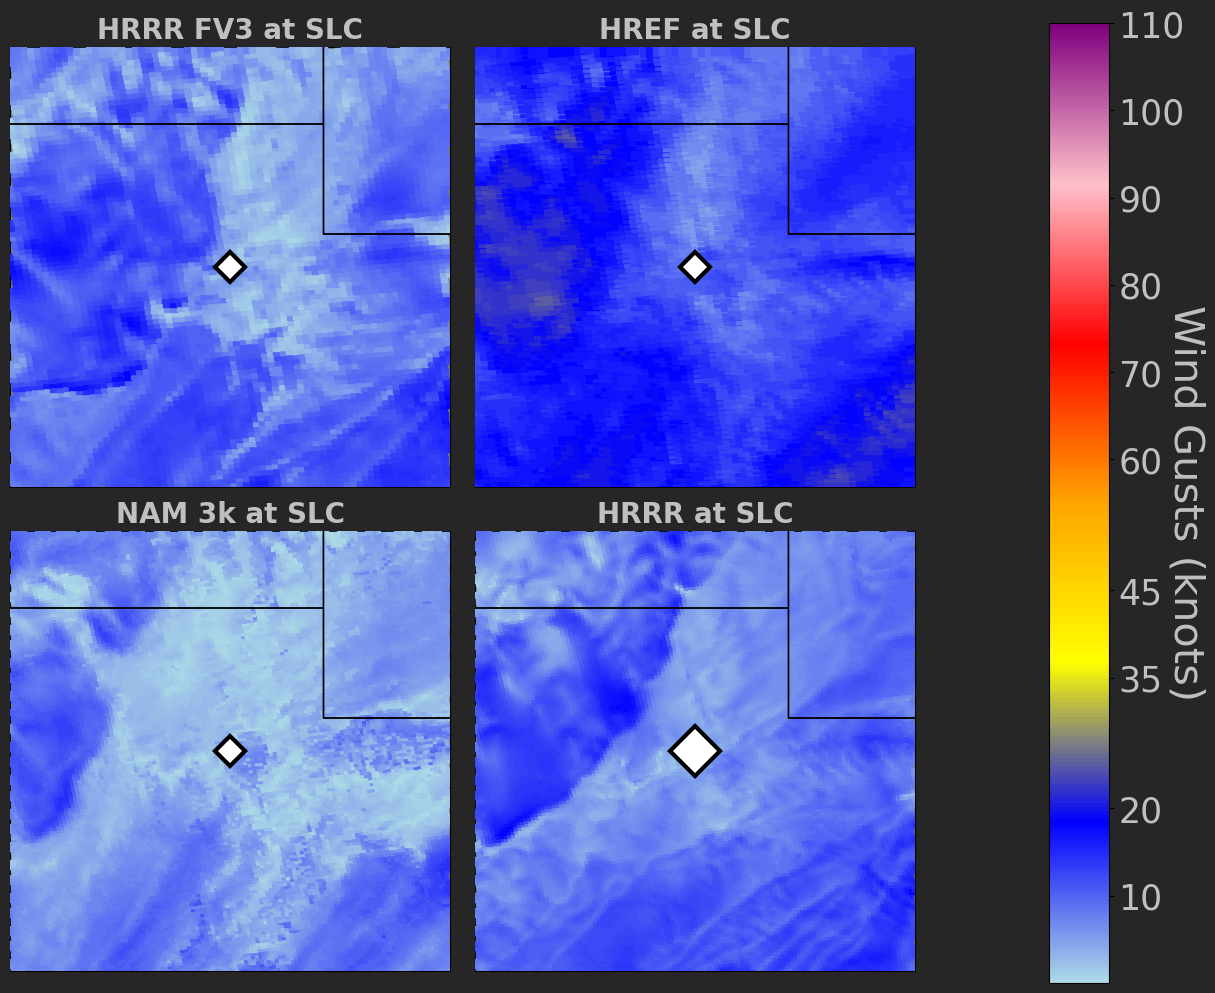 HRRR FV3 at SLC
HREF at SLC
NAM 3k at SLC
HRRR at SLC
110
100
90
80
70
60
45
35
20
10
Wind Gusts (knots)